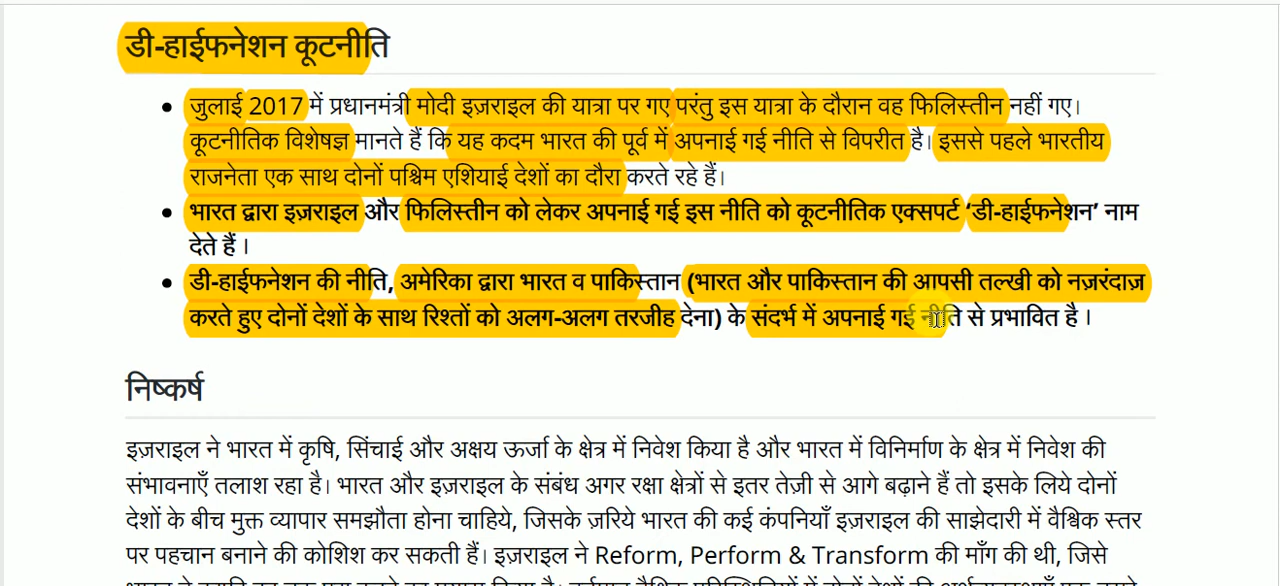 डी-हाईफनेशन कूटनीति
जुलाई 2017 में प्रधानमंत्री मोदी इज़राइल की यात्रा पर गए परंतु इस यात्रा के दौरान वह फिलिस्तीन नहीं गए।
कूटनीतिक विशेषज्ञ मानते हैं कि यह कदम भारत की पूर्व में अपनाई गई नीति से विपरीत है। इससे पहले भारतीय
राजनेता एक साथ दोनों पश्चिम एशियाई देशों का दौरा करते रहे हैं।
भारत द्वारा इज़राइल और फिलिस्तीन को लेकर अपनाई गई इस नीति को कूटनीतिक एक्सपर्ट ‘डी-हाईफनेशन’ नाम
देते हैं ।
डी-हाईफनेशन की नीति, अमेरिका द्वारा भारत व पाकिस्तान (भारत और पाकिस्तान की आपसी तल्खी को नज़रंदाज़
करते हुए दोनों देशों के साथ रिश्तों को अलग-अलग तरजीह देना) के संदर्भ में अपनाई गई नीति से प्रभावित है ।
निष्कर्ष
इज़राइल ने भारत में कृषि, सिंचाई और अक्षय ऊर्जा के क्षेत्र में निवेश किया है और भारत में विनिर्माण के क्षेत्र में निवेश की
संभावनाएँ तलाश रहा है। भारत और इज़राइल के संबंध अगर रक्षा क्षेत्रों से इतर तेज़ी से आगे बढ़ाने हैं तो इसके लिये दोनों
देशों के बीच मुक्त व्यापार समझौता होना चाहिये, जिसके ज़रिये भारत की कई कंपनियाँ इज़राइल की साझेदारी में वैश्विक स्तर
पर पहचान बनाने की कोशिश कर सकती हैं। इज़राइल ने Reform, Perform & Transform की माँग की थी, जिसे